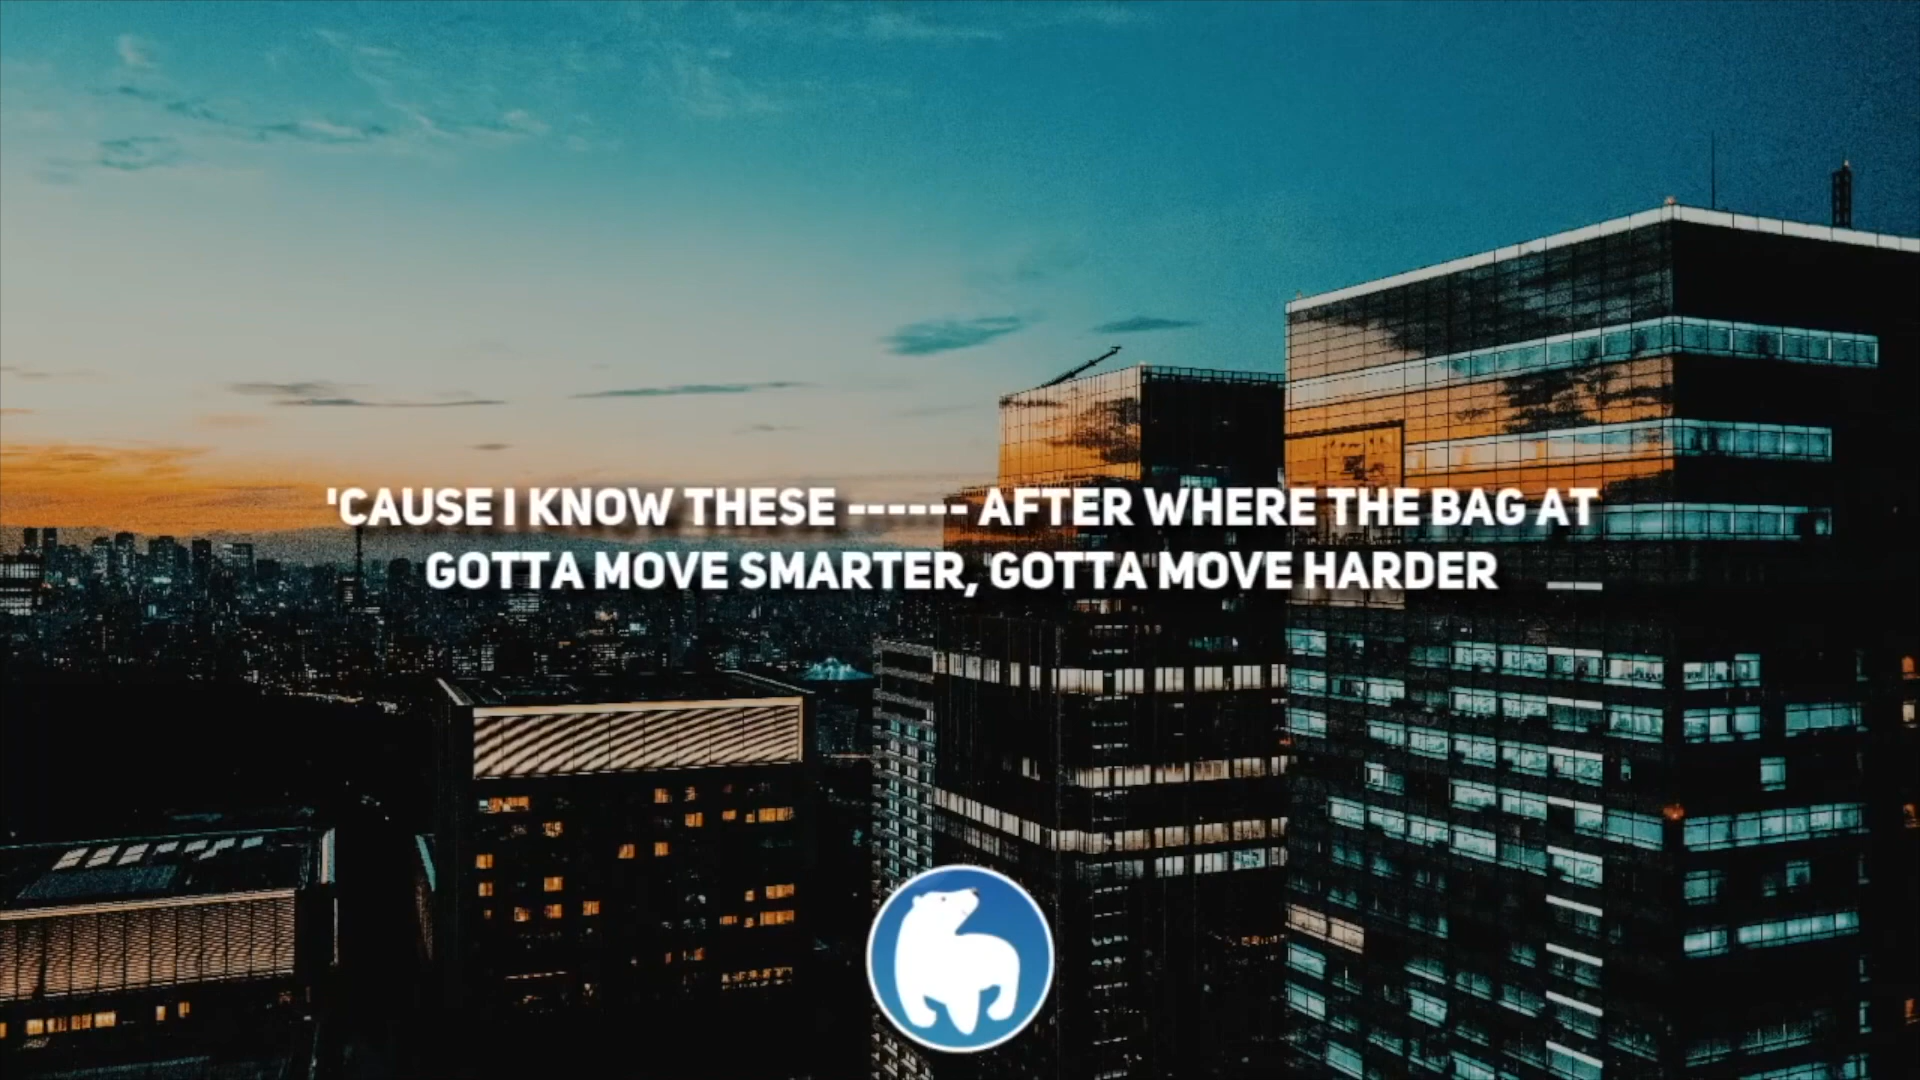 'CAUSE I KNOW THESE ------ AFTER WHERE THE BAG AT
GOTTA MOVE SMARTER, GOTTA MOVE HARDER